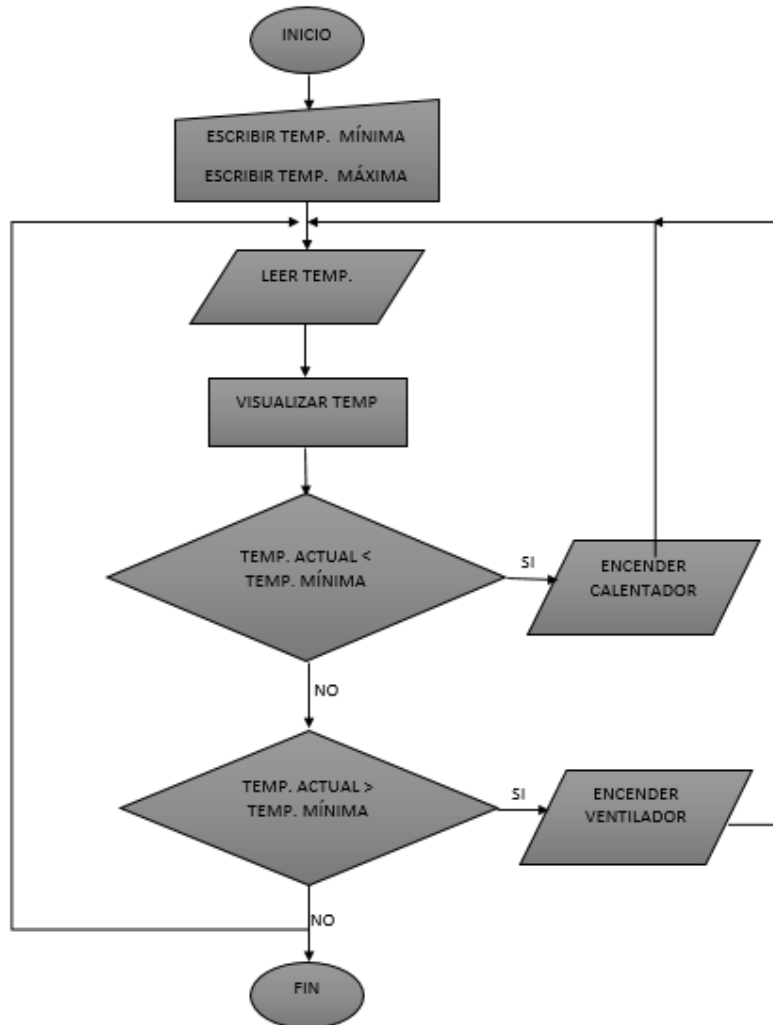 INICIO
ESCRIBIR TEMP. MÍNIMA
ESCRIBIR TEMP. MÁXIMA
LEER TEMP.
VISUALIZAR TEMP
TEMP. ACTUAL <
TEMP. MÍNIMA
SI
ENCENDER
CALENTADOR
NO
TEMP. ACTUAL >
TEMP. MÍNIMA
SI
ENCENDER
VENTILADOR
NO
FIN